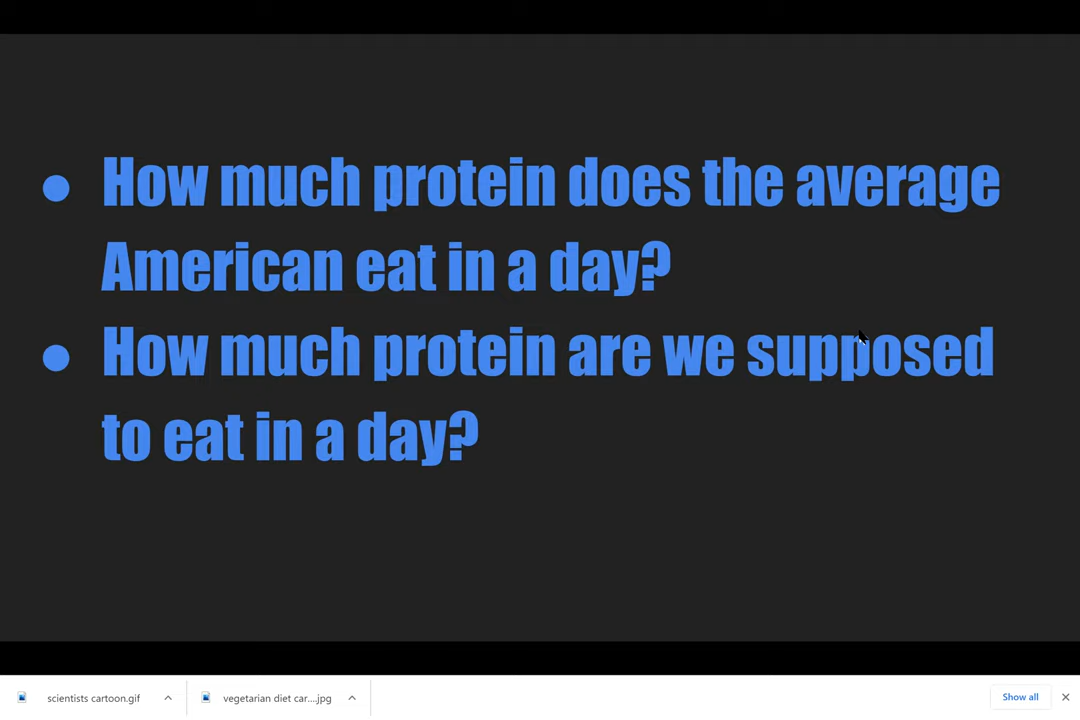 How much protein does the average
American eat in a day?
How much protein are we supposed
to eat in a day?
scientists cartoon.gif
vegetarian diet car....jpg
Show all